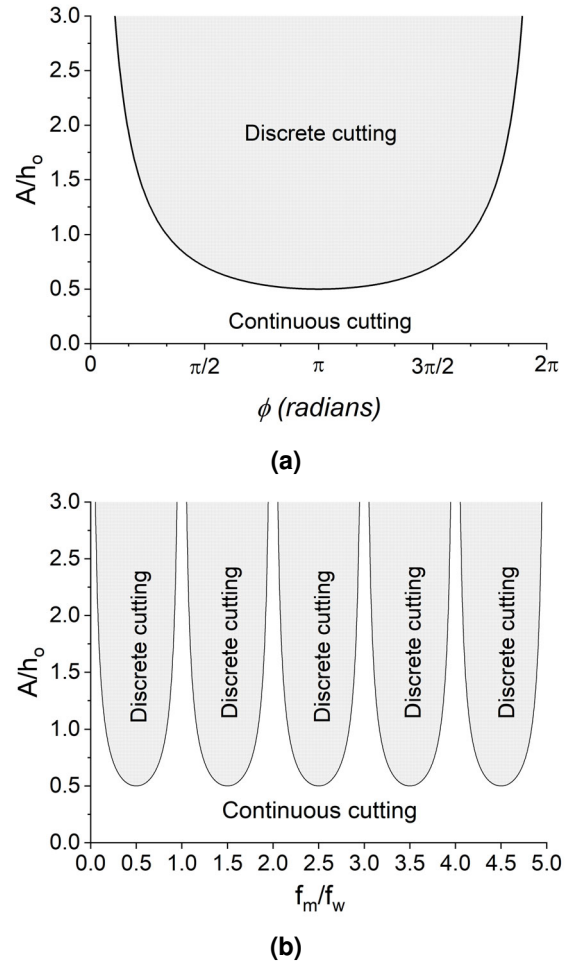 3.0
2.5
2.0
1.5
1.0
0.5
0.0
A/hₒ
Discrete cutting
Continuous cutting
0 π/2 π 3π/2 2π
ϕ (radians)
(a)
3.0
2.5
2.0
1.5
1.0
0.5
0.0
A/hₒ
Discrete cutting
Discrete cutting
Discrete cutting
Discrete cutting
Discrete cutting
Continuous cutting
0.0 0.5 1.0 1.5 2.0 2.5 3.0 3.5 4.0 4.5 5.0
fₘ/f_w
(b)